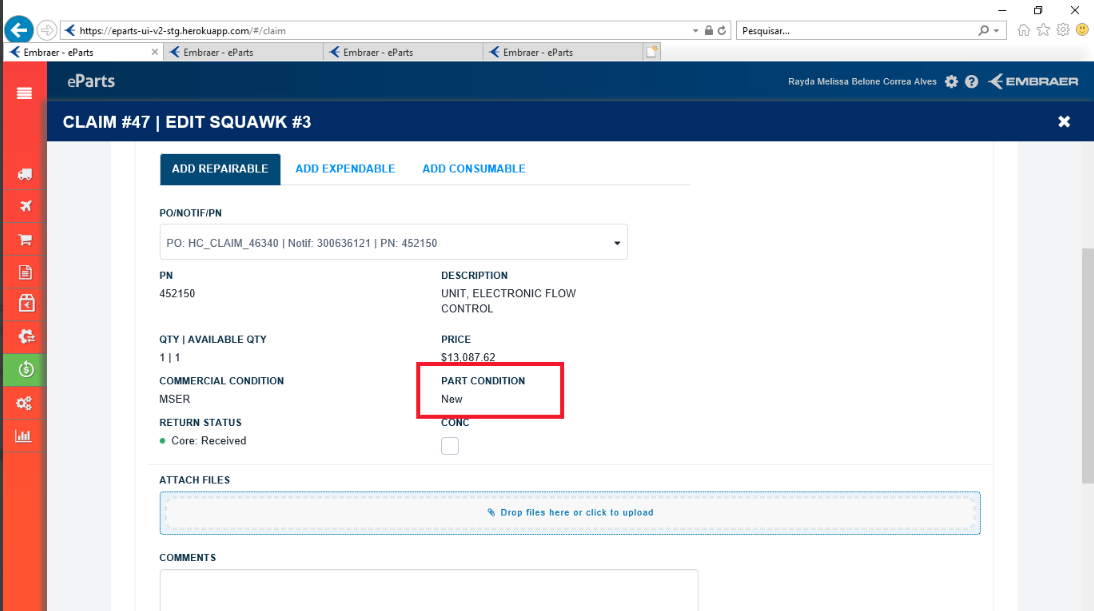 https://eparts-ui-v2-stg.herokuapp.com/#/claim
Pesquisar...
Embraer - eParts
Embraer - eParts
Embraer - eParts
Embraer - eParts
eParts
Rayda Melissa Belone Correa Alves
EMBRAER
CLAIM #47 | EDIT SQUAWK #3
ADD REPAIRABLE
ADD EXPENDABLE
ADD CONSUMABLE
PO/NOTIF/PN
PO: HC_CLAIM_46340 | Notif: 300636121 | PN: 452150
PN
DESCRIPTION
452150
UNIT, ELECTRONIC FLOW
CONTROL
QTY | AVAILABLE QTY
PRICE
1 | 1
$13,087.62
COMMERCIAL CONDITION
PART CONDITION
MSER
New
RETURN STATUS
CONC
Core: Received
ATTACH FILES
Drop files here or click to upload
COMMENTS